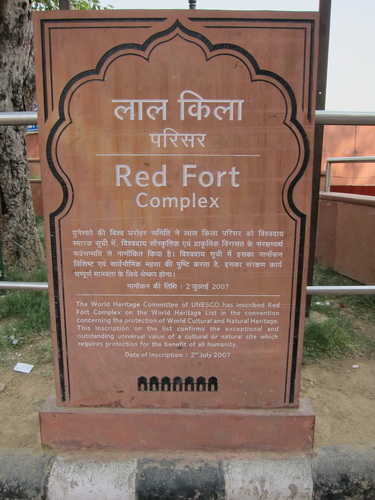 लाल किला
परिसर
Red Fort
Complex
युनेस्को की विश्व धरोहर समिति ने लाल किला परिसर को विश्वदाय
स्मारक सूची में, विश्वदाय सांस्कृतिक एवं प्राकृतिक विरासत के संरक्षणार्थ
सर्वसम्मति से नामांकित किया है। विश्वदाय सूची में इसका नामांकन
विशिष्ट एवं सार्वभौमिक महत्ता की पुष्टि करता है, इसका संरक्षण कार्य
सम्पूर्ण मानवता के लिये श्रेष्कर होगा।
नामांकन की तिथि : 2 जुलाई 2007
The World Heritage Committee of UNESCO has inscribed Red
Fort Complex on the World Heritage List in the convention
concerning the protection of World Cultural and Natural Heritage.
This inscription on the list confirms the exceptional and
outstanding universal value of a cultural or natural site which
requires protection for the benefit of all humanity.
Date of Inscription : 2nd July 2007